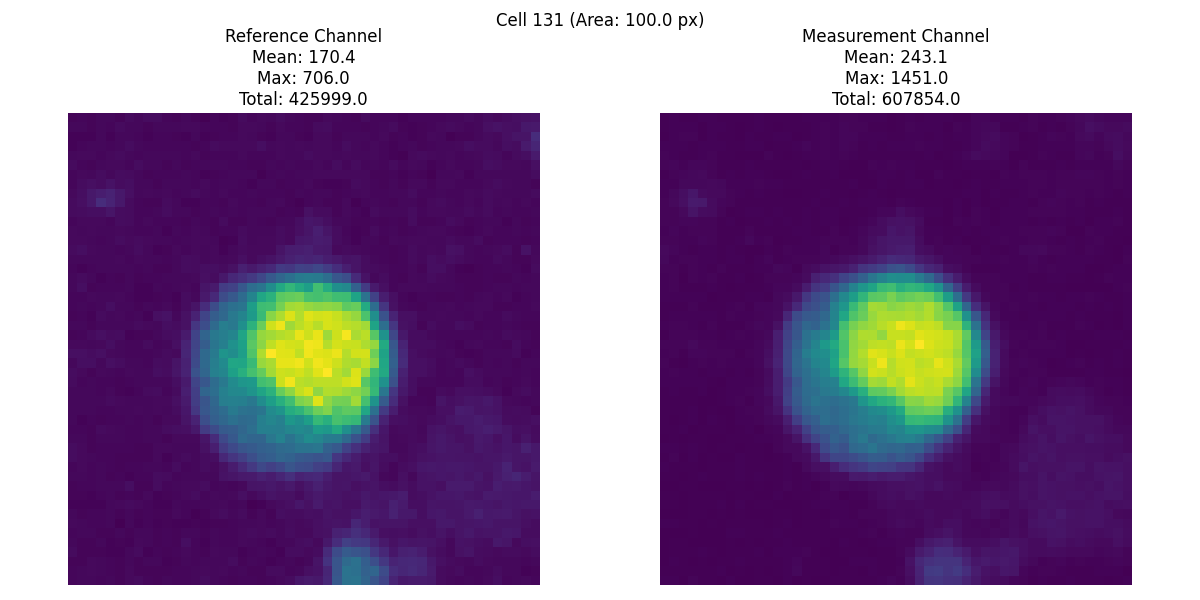 Cell 131 (Area: 100.0 px)
Reference Channel
Mean: 170.4
Max: 706.0
Total: 425999.0
Measurement Channel
Mean: 243.1
Max: 1451.0
Total: 607854.0